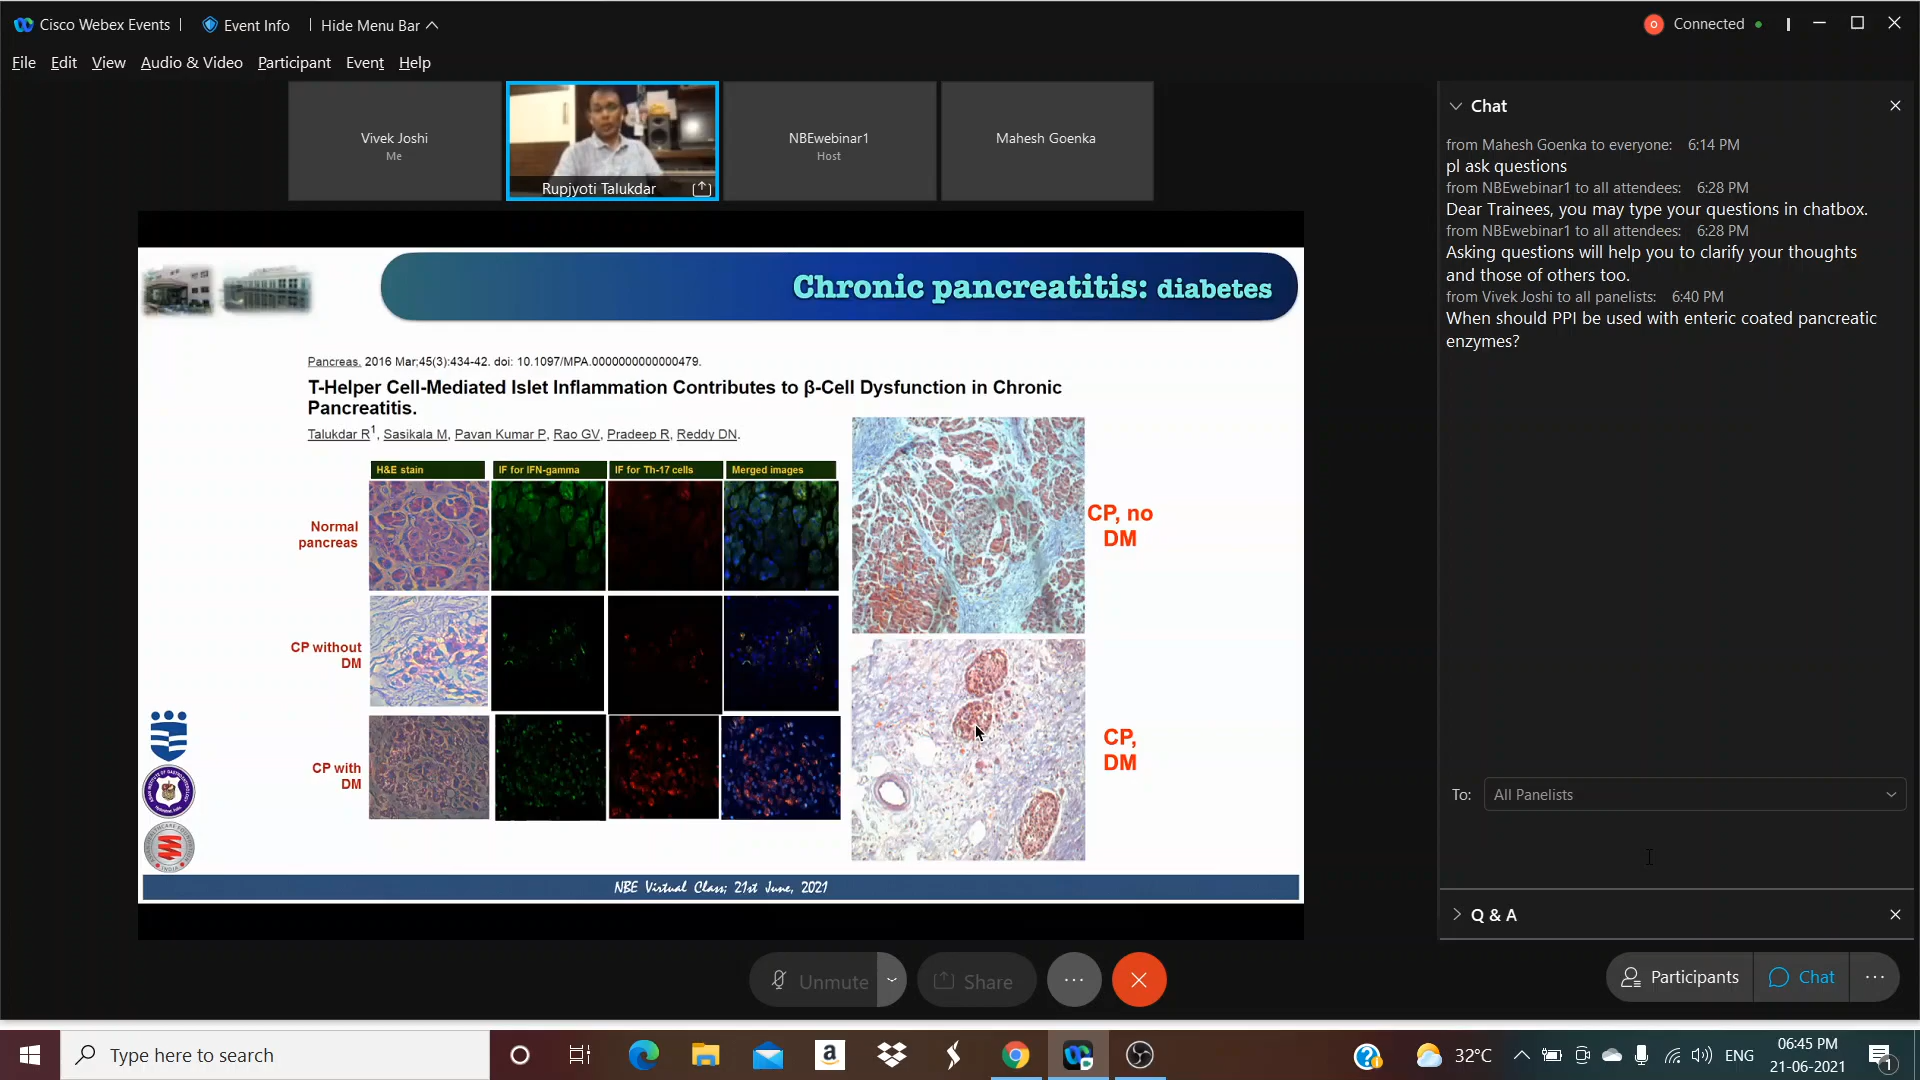 Cisco Webex Events
Event Info
Hide Menu Bar
Connected
File Edit View Audio & Video Participant Event Help
Vivek Joshi
Me
Rupjyoti Talukdar
NBEwebinar1
Host
Mahesh Goenka
Chronic pancreatitis: diabetes
Pancreas. 2016 Mar;45(3):434-42. doi: 10.1097/MPA.0000000000000479.
T-Helper Cell-Mediated Islet Inflammation Contributes to β-Cell Dysfunction in Chronic
Pancreatitis.
Talukdar R1, Sasikala M, Pavan Kumar P, Rao GV, Pradeep R, Reddy DN.
H&E stain
IF for IFN-gamma
IF for Th-17 cells
Merged images
Normal
pancreas
CP without
DM
CP with
DM
CP, no
DM
CP,
DM
NBE Virtual Class; 21st June, 2021
Chat
from Mahesh Goenka to everyone: 6:14 PM
pl ask questions
from NBEwebinar1 to all attendees: 6:28 PM
Dear Trainees, you may type your questions in chatbox.
from NBEwebinar1 to all attendees: 6:28 PM
Asking questions will help you to clarify your thoughts
and those of others too.
from Vivek Joshi to all panelists: 6:40 PM
When should PPI be used with enteric coated pancreatic
enzymes?
To: All Panelists
Q & A
Unmute
Share
Participants
Chat
Type here to search
32°C
ENG
06:45 PM
21-06-2021
1